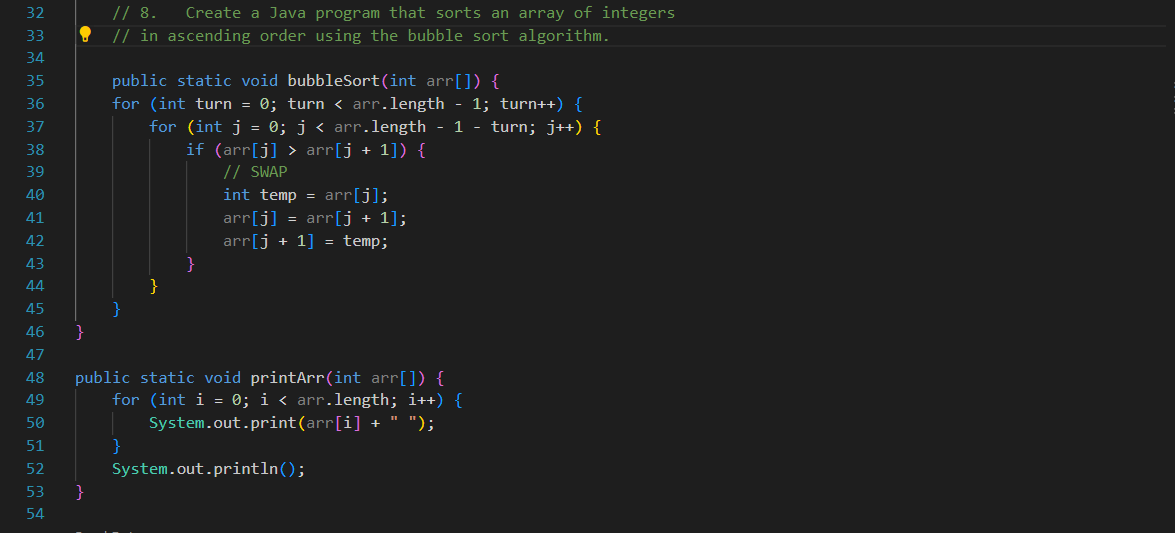 32 // 8. Create a Java program that sorts an array of integers
33 // in ascending order using the bubble sort algorithm.
34
35 public static void bubbleSort(int arr[]) {
36 for (int turn = 0; turn < arr.length - 1; turn++) {
37 for (int j = 0; j < arr.length - 1 - turn; j++) {
38 if (arr[j] > arr[j + 1]) {
39 // SWAP
40 int temp = arr[j];
41 arr[j] = arr[j + 1];
42 arr[j + 1] = temp;
43 }
44 }
45 }
46 }
47
48 public static void printArr(int arr[]) {
49 for (int i = 0; i < arr.length; i++) {
50 System.out.print(arr[i] + " ");
51 }
52 System.out.println();
53 }
54